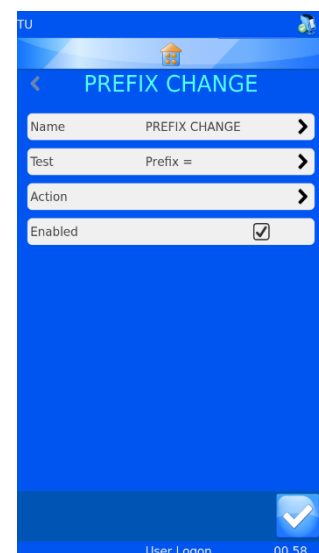 TU
PREFIX CHANGE
Name PREFIX CHANGE
Test Prefix =
Action
Enabled
User Logon 00.58